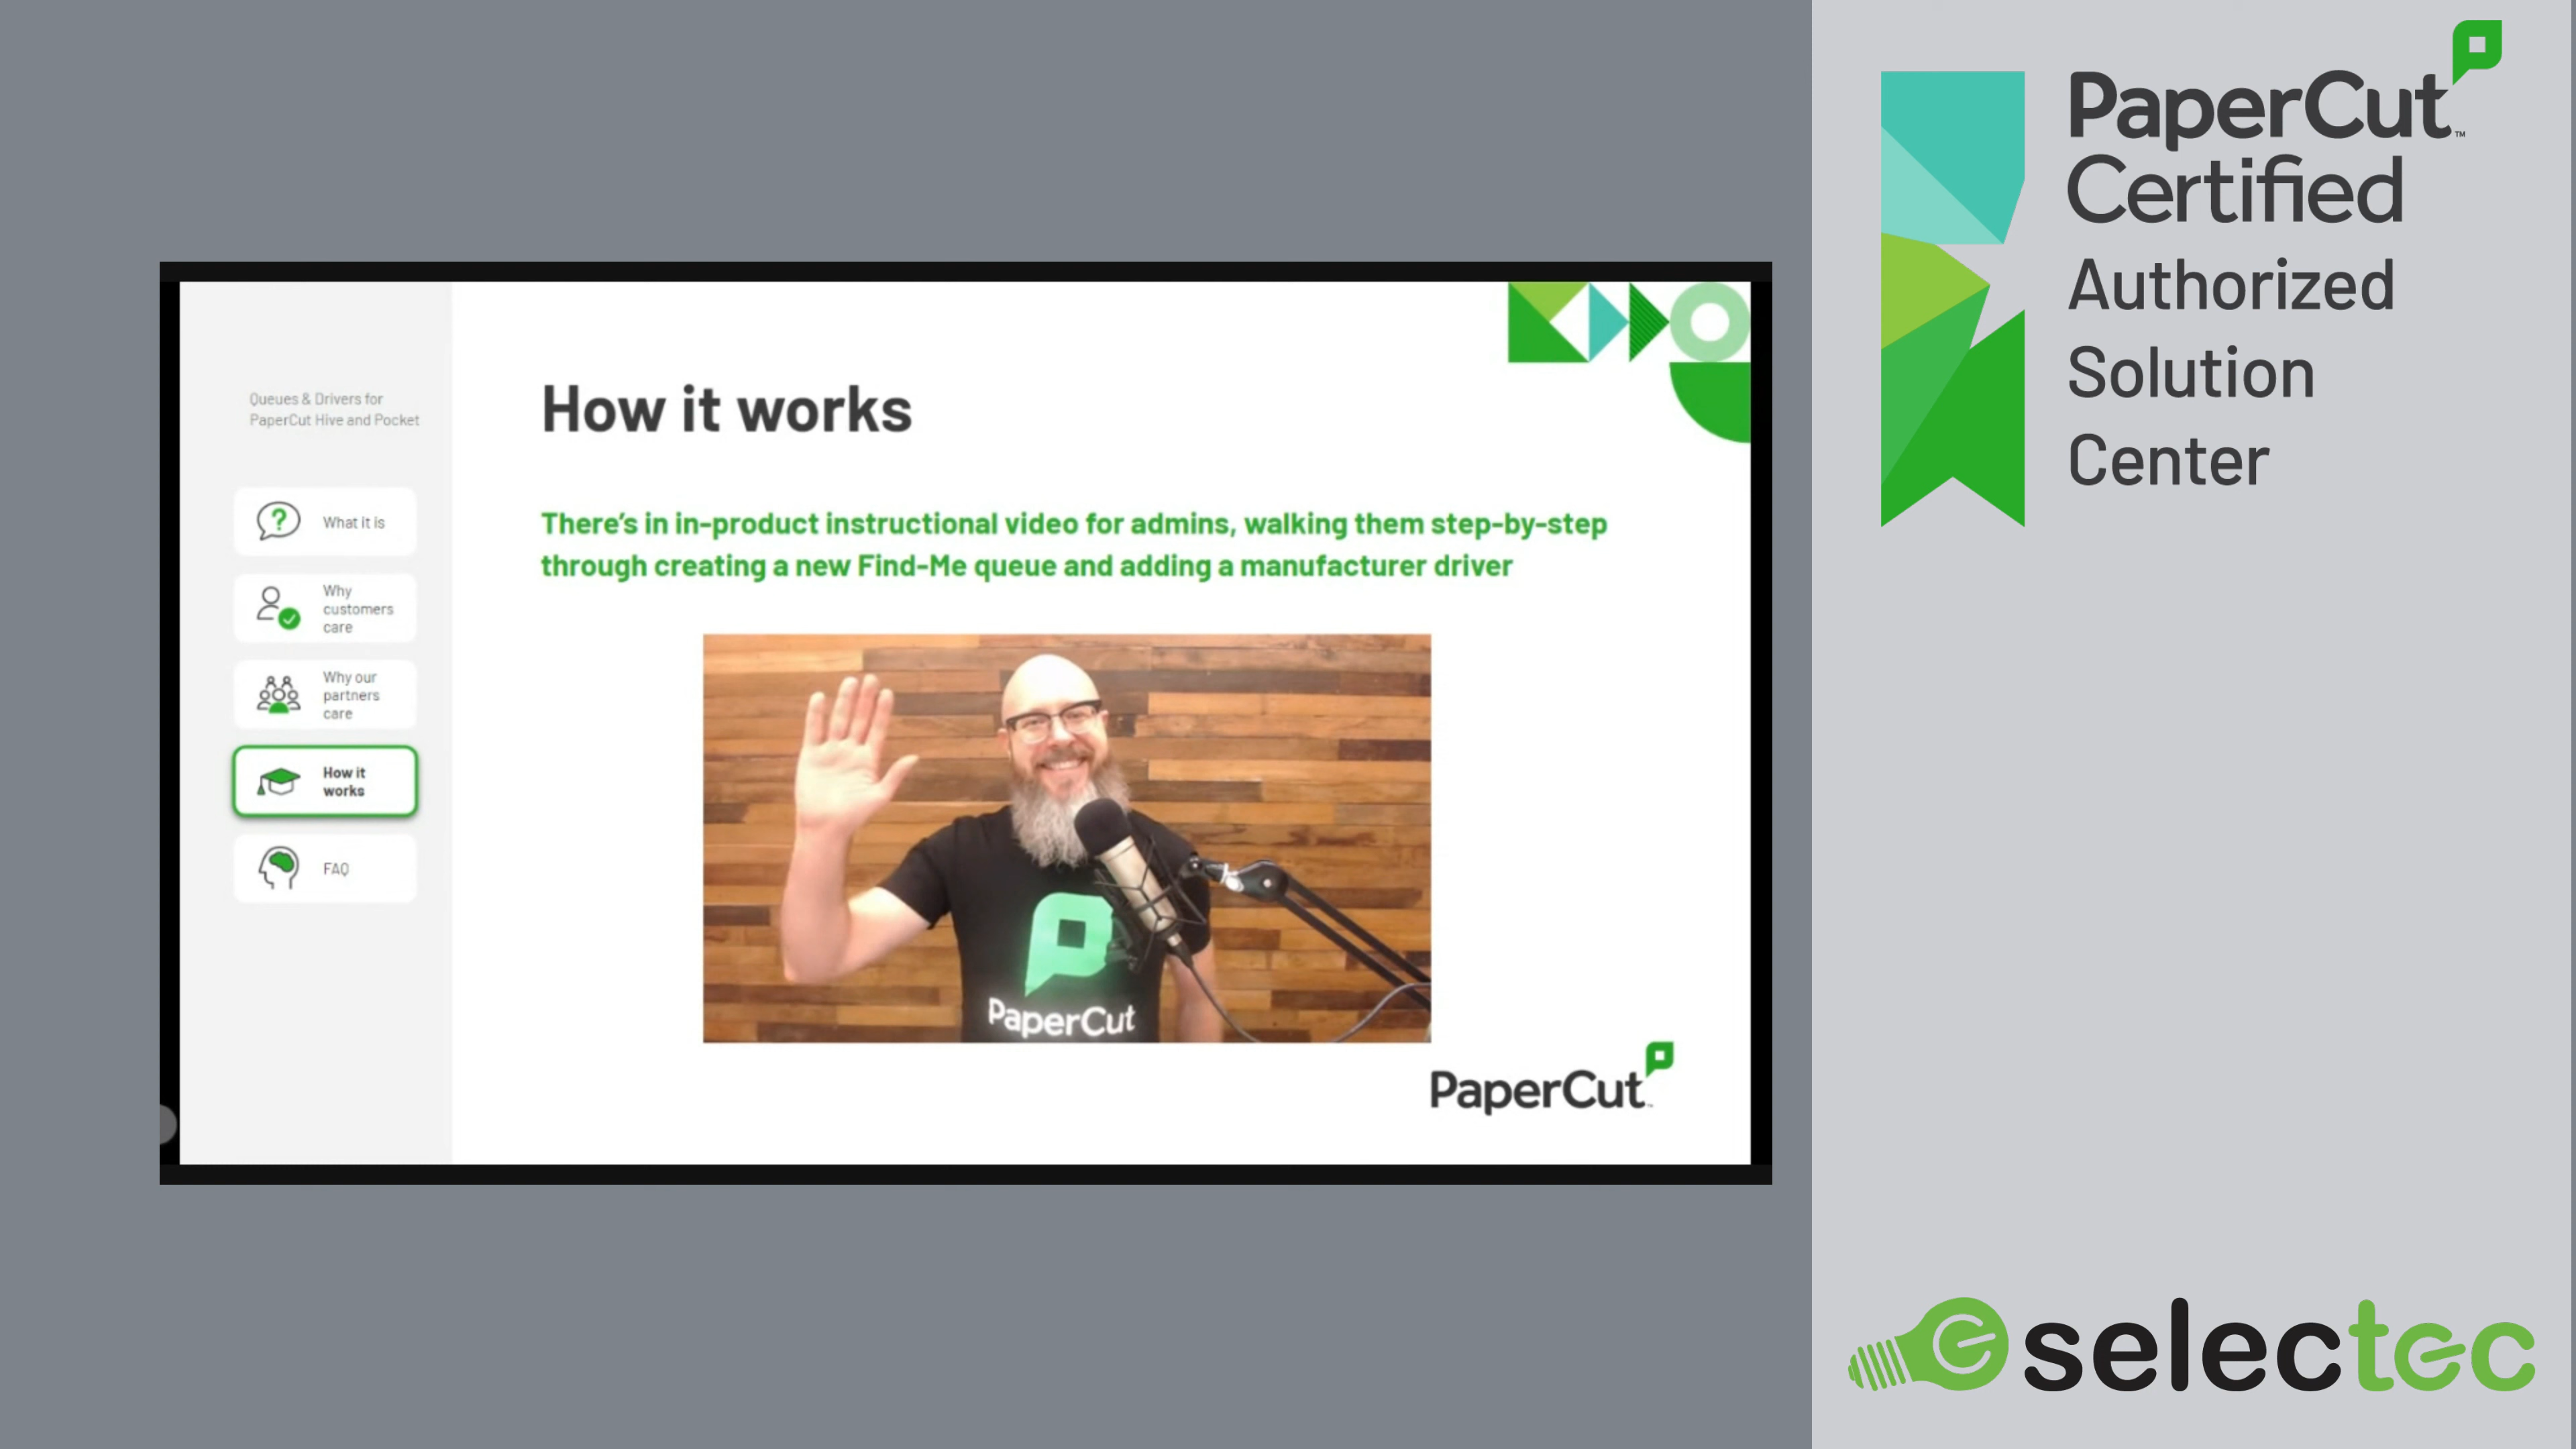 Queues & Drivers for
PaperCut Hive and Pocket
What it is
Why
customers
care
Why our
partners
care
How it
works
FAQ
How it works
There's in in-product instructional video for admins, walking them step-by-step
through creating a new Find-Me queue and adding a manufacturer driver
PaperCut
PaperCut
PaperCut™
Certified
Authorized
Solution
Center
selectec